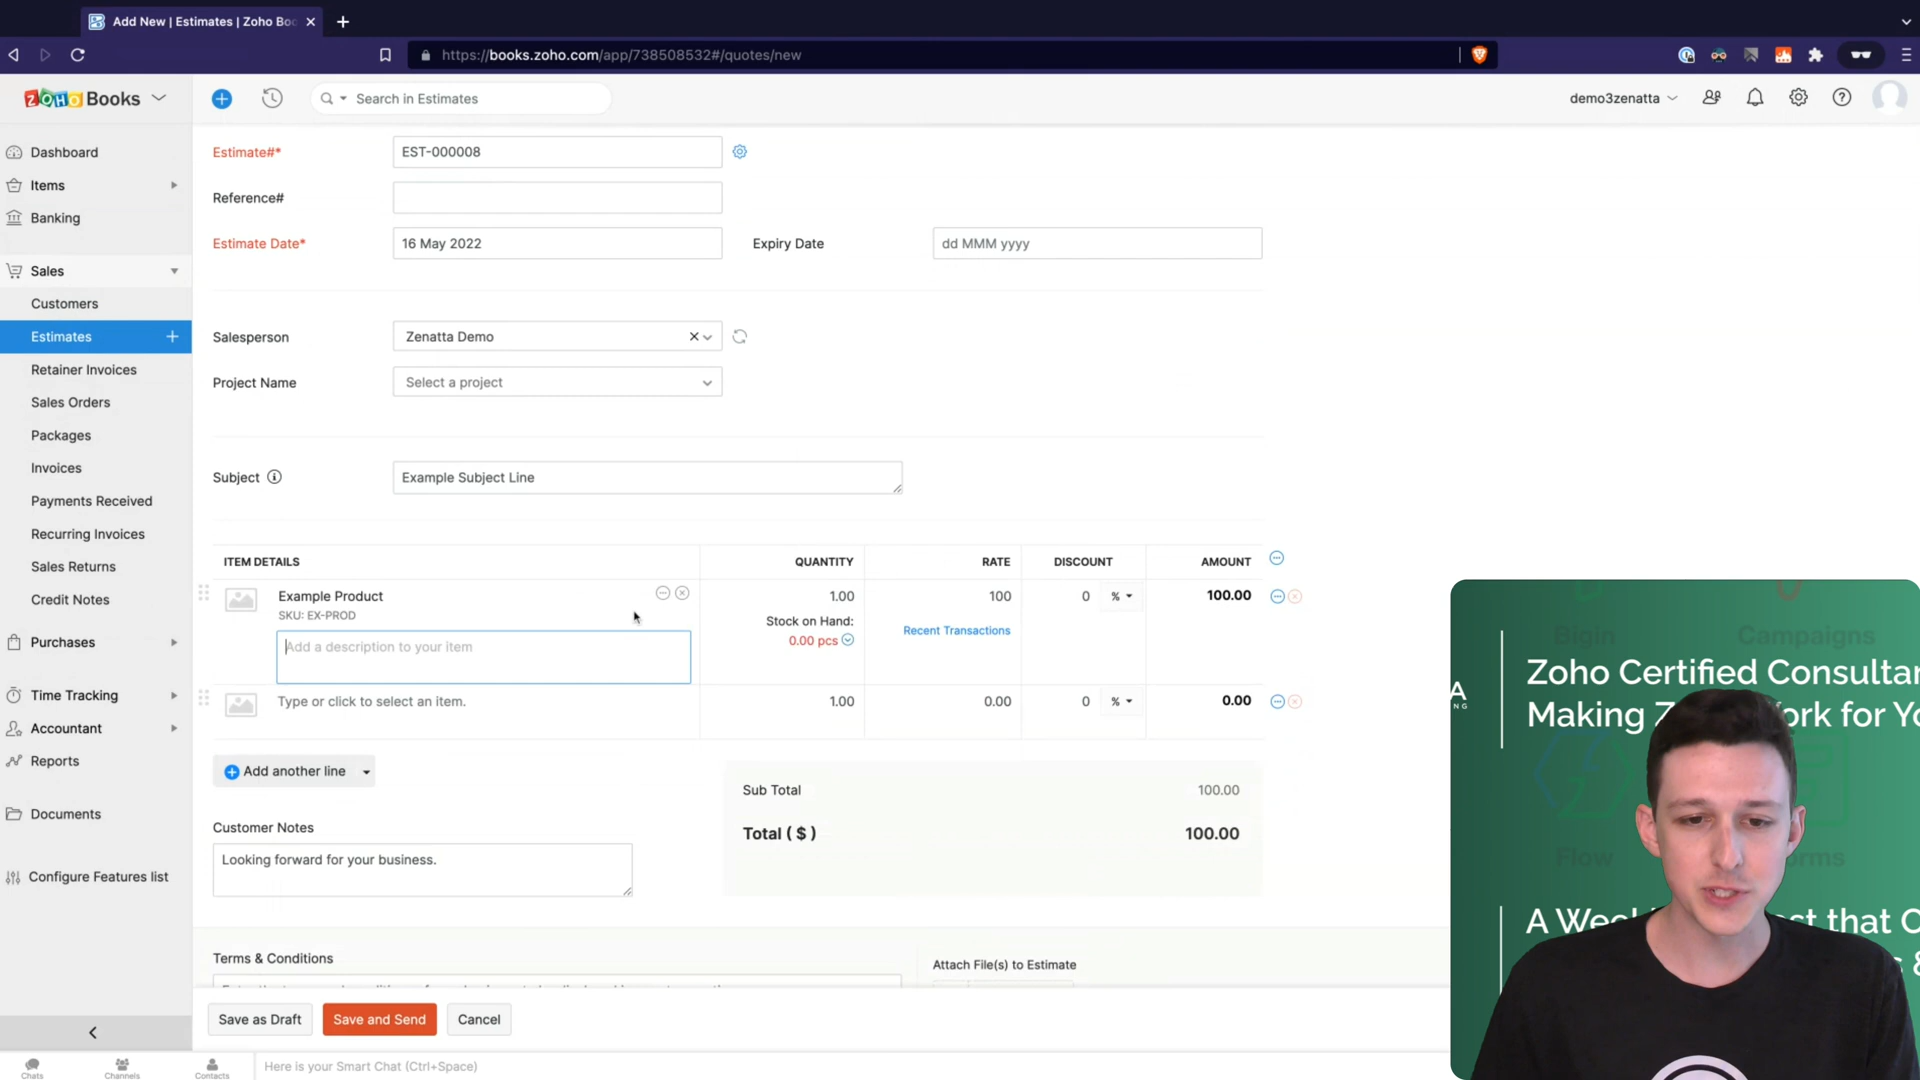 Add New | Estimates | Zoho Boo
https://books.zoho.com/app/738508532#/quotes/new
ZOHO Books
Search in Estimates
demo3zenatta
Dashboard
Items
Banking
Sales
Customers
Estimates
Retainer Invoices
Sales Orders
Packages
Invoices
Payments Received
Recurring Invoices
Sales Returns
Credit Notes
Purchases
Time Tracking
Accountant
Reports
Documents
Configure Features list
Estimate#*
EST-000008
Reference#
Estimate Date*
16 May 2022
Expiry Date
dd MMM yyyy
Salesperson
Zenatta Demo
Project Name
Select a project
Subject
Example Subject Line
ITEM DETAILS QUANTITY RATE DISCOUNT AMOUNT
Example Product 1.00 100 0 % 100.00
SKU: EX-PROD
Stock on Hand:
0.00 pcs
Recent Transactions
Add a description to your item
Type or click to select an item. 1.00 0.00 0 % 0.00
Add another line
Sub Total 100.00
Total ( $ ) 100.00
Customer Notes
Looking forward for your business.
Terms & Conditions
Attach File(s) to Estimate
Save as Draft
Save and Send
Cancel
Chats
Channels
Contacts
Here is your Smart Chat (Ctrl+Space)
Bigin
Campaigns
Zoho Certified Consultan
Making Z ork for Yo
Flow
orms
A Wee st that C